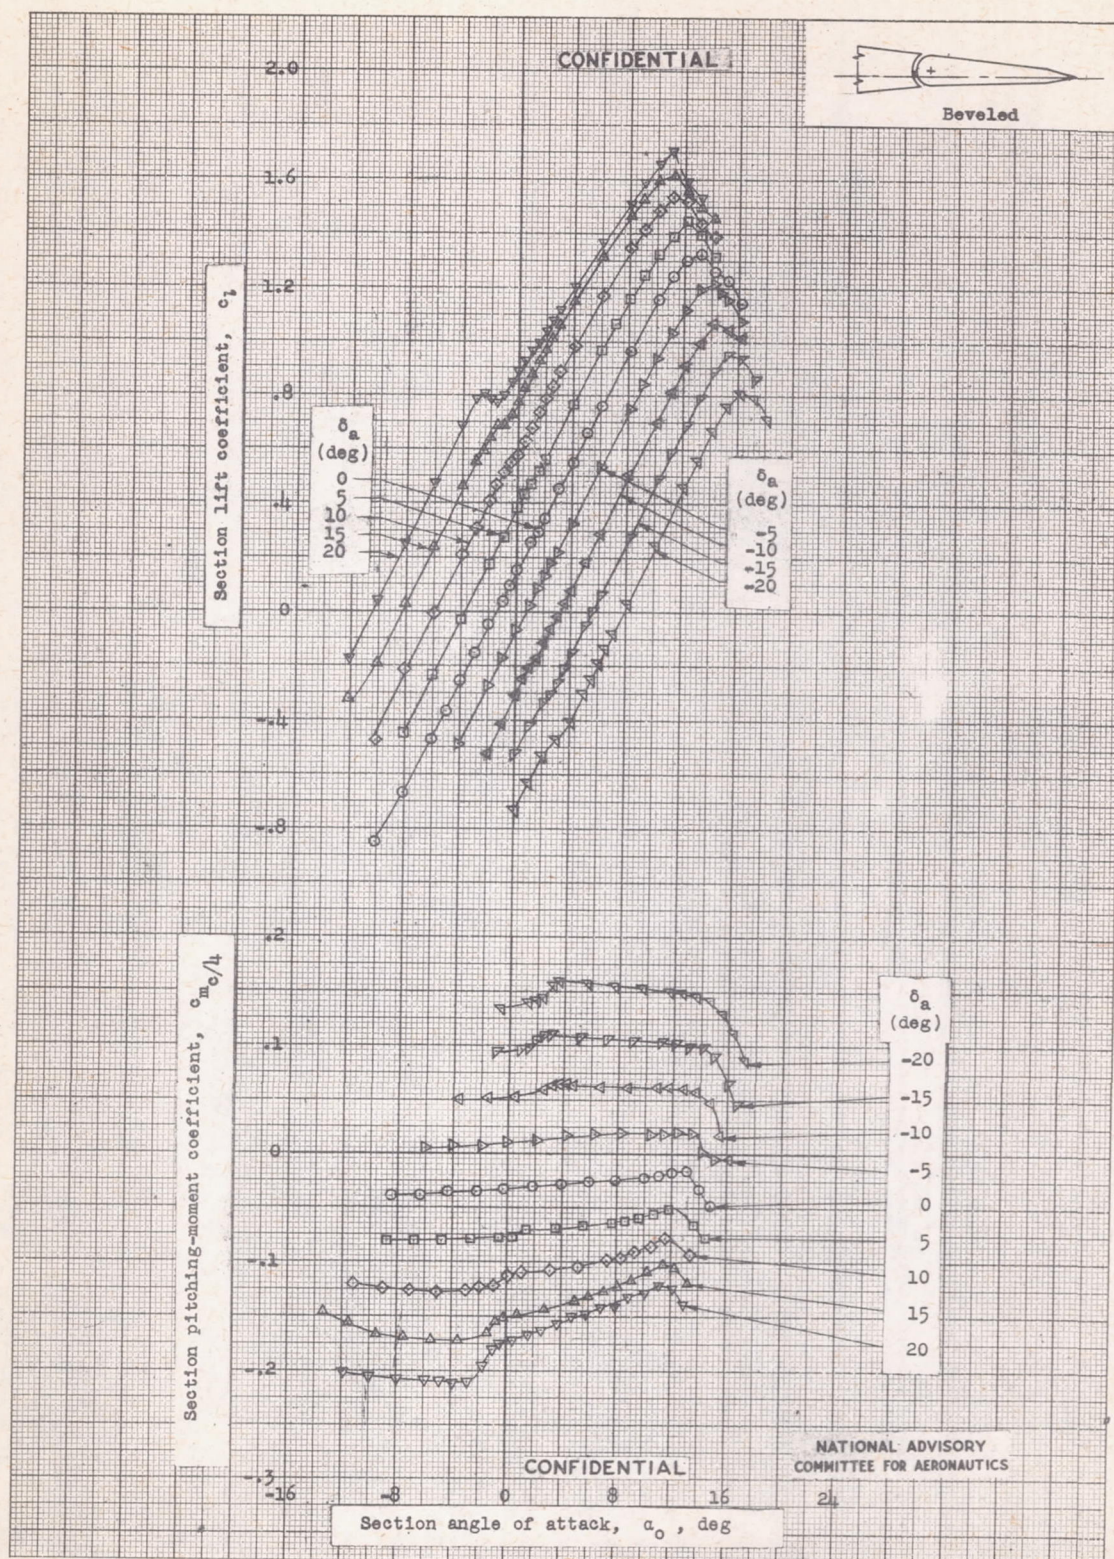 CONFIDENTIAL
Beveled
2.0
1.6
1.2
.8
.4
0
-.4
-.8
Section lift coefficient, c_l
δ_a
(deg)
0
5
10
15
20
δ_a
(deg)
-5
-10
-15
-20
.2
.1
0
-.1
-.2
-.3
Section pitching-moment coefficient, c_m_c/4
δ_a
(deg)
-20
-15
-10
-5
0
5
10
15
20
-16 -8 0 8 16 24
Section angle of attack, α_o , deg
CONFIDENTIAL
NATIONAL ADVISORY
COMMITTEE FOR AERONAUTICS